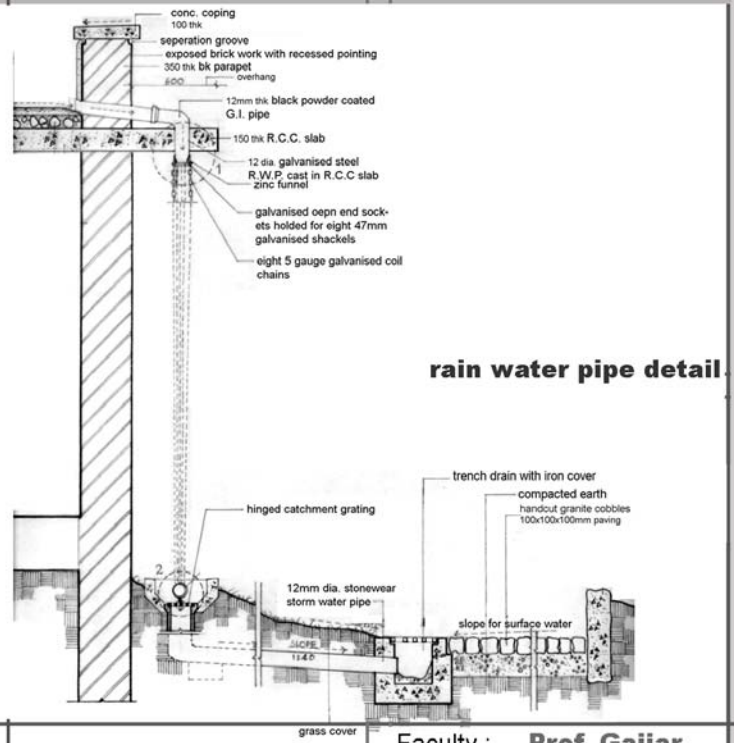 conc. coping
100 thk
seperation groove
exposed brick work with recessed pointing
350 thk bk parapet
600
overhang
12mm thk black powder coated
G.I. pipe
150 thk R.C.C. slab
1
12 dia. galvanised steel
R.W.P. cast in R.C.C slab
zinc funnel
galvanised oepn end sock-
ets holded for eight 47mm
galvanised shackels
eight 5 gauge galvanised coil
chains
rain water pipe detail
trench drain with iron cover
compacted earth
handcut granite cobbles
100x100x100mm paving
hinged catchment grating
2
12mm dia. stonewear
storm water pipe
slope for surface water
SLOPE
1:40
grass cover
Faculty : Prof. Gajjar